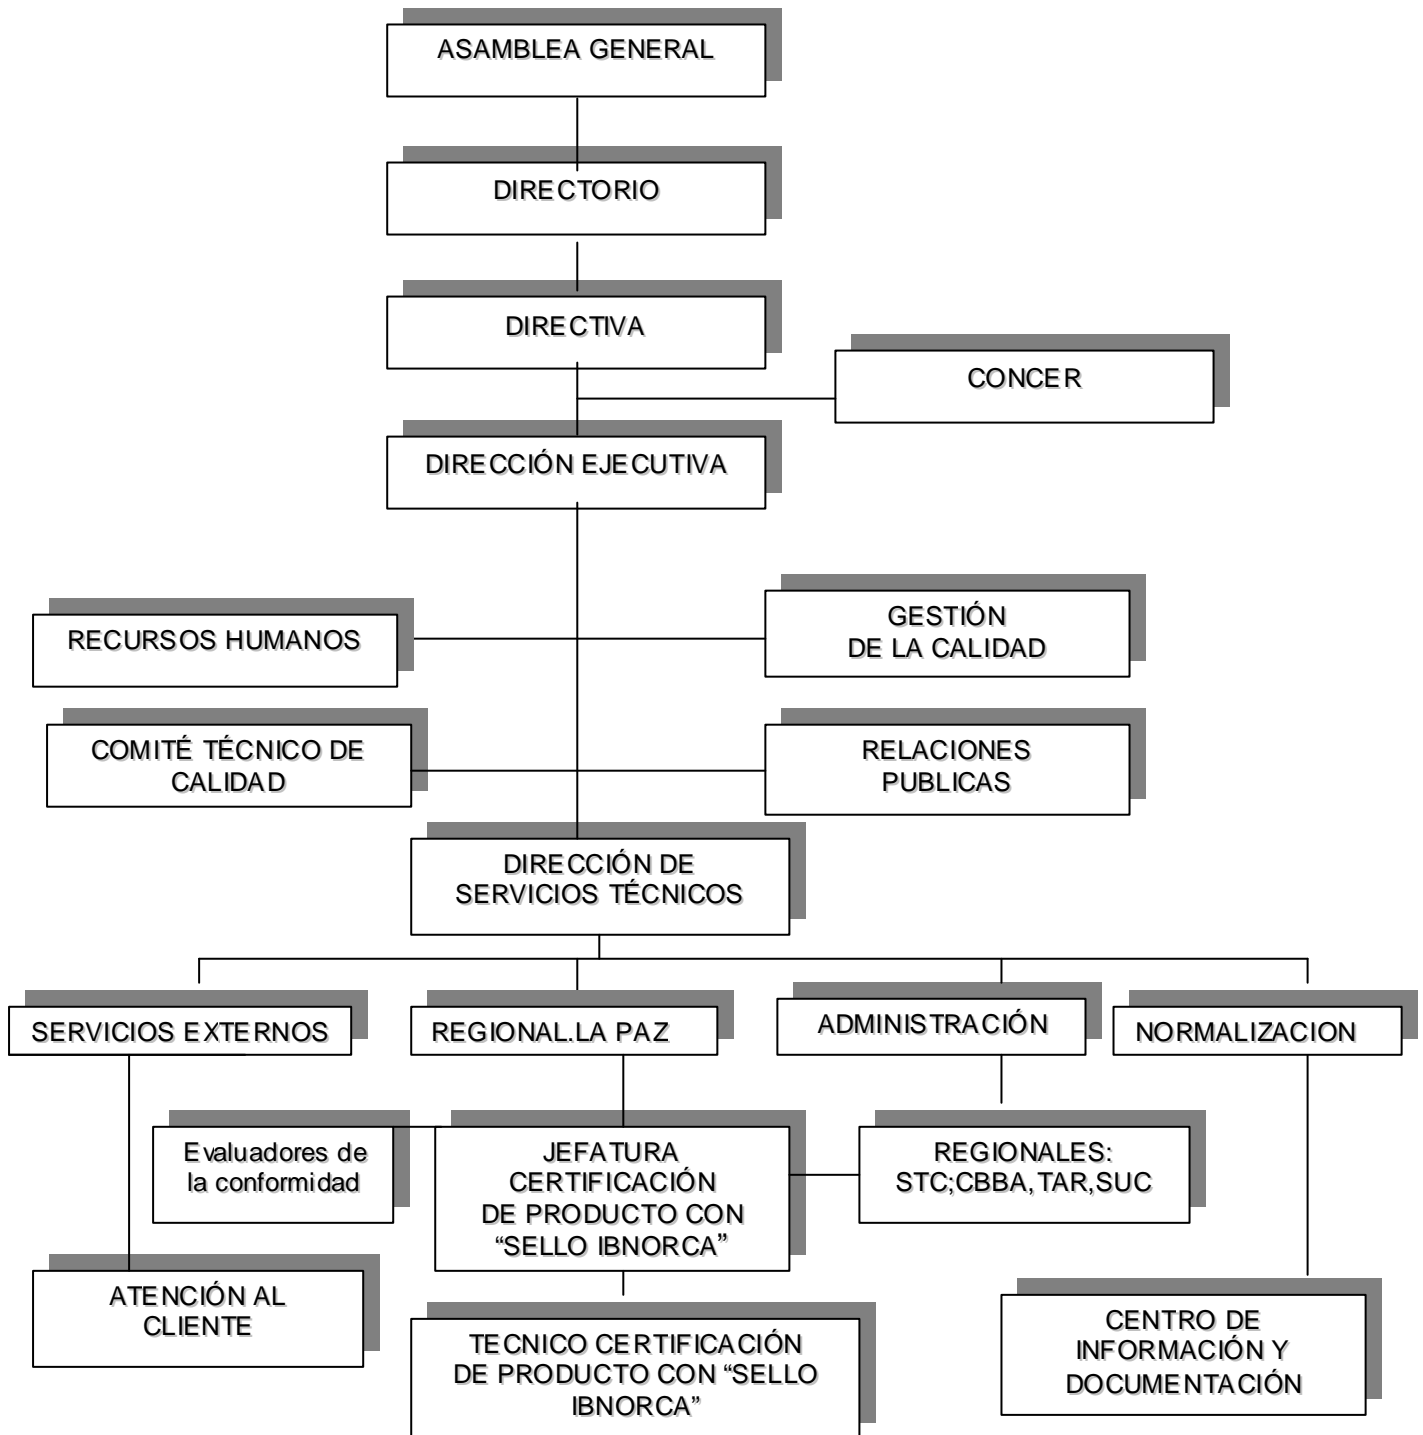 ASAMBLEA GENERAL
DIRECTORIO
DIRECTIVA
CONCER
DIRECCIÓN EJECUTIVA
RECURSOS HUMANOS
GESTIÓN
DE LA CALIDAD
COMITÉ TÉCNICO DE
CALIDAD
RELACIONES
PUBLICAS
DIRECCIÓN DE
SERVICIOS TÉCNICOS
SERVICIOS EXTERNOS
REGIONAL.LA PAZ
ADMINISTRACIÓN
NORMALIZACION
Evaluadores de
la conformidad
JEFATURA
CERTIFICACIÓN
DE PRODUCTO CON
“SELLO IBNORCA”
REGIONALES:
STC;CBBA,TAR,SUC
ATENCIÓN AL
CLIENTE
TECNICO CERTIFICACIÓN
DE PRODUCTO CON “SELLO
IBNORCA”
CENTRO DE
INFORMACIÓN Y
DOCUMENTACIÓN